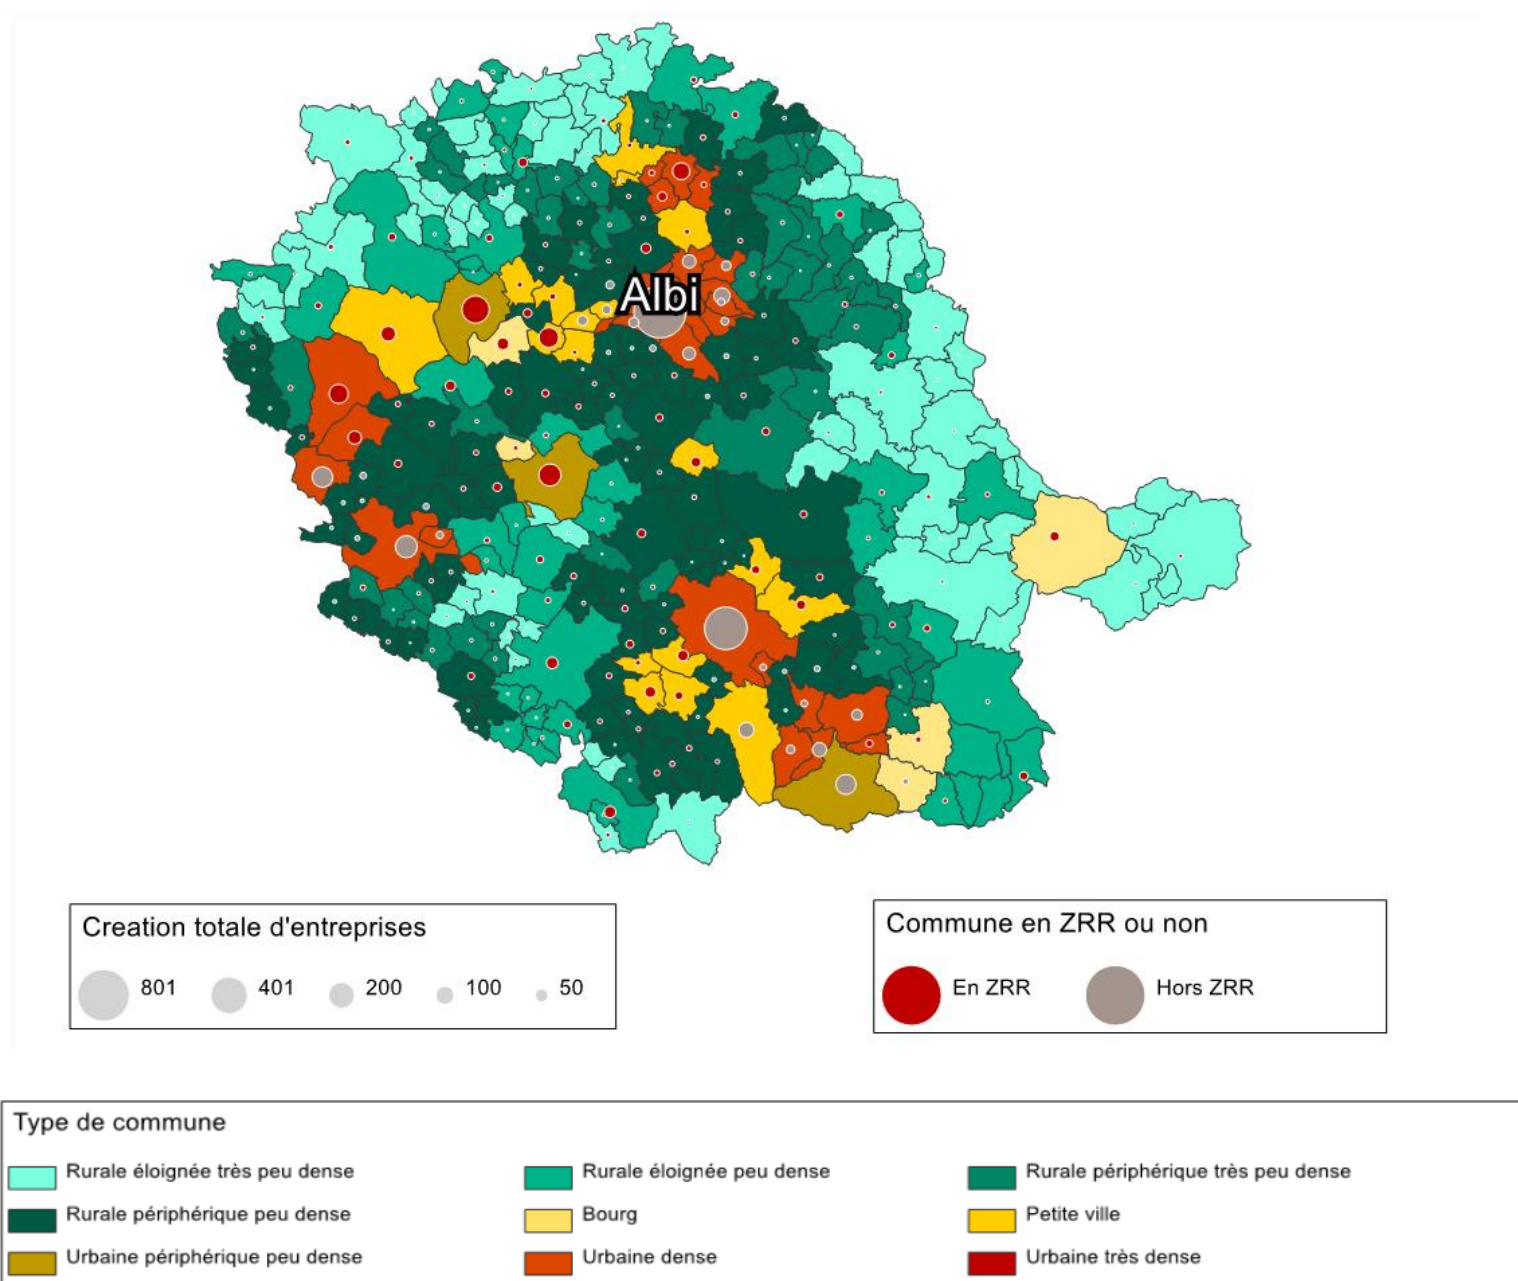 Albi
Creation totale d'entreprises
801 401 200 100 50
Commune en ZRR ou non
En ZRR Hors ZRR
Type de commune
Rurale éloignée très peu dense Rurale éloignée peu dense Rurale périphérique très peu dense
Rurale périphérique peu dense Bourg Petite ville
Urbaine périphérique peu dense Urbaine dense Urbaine très dense